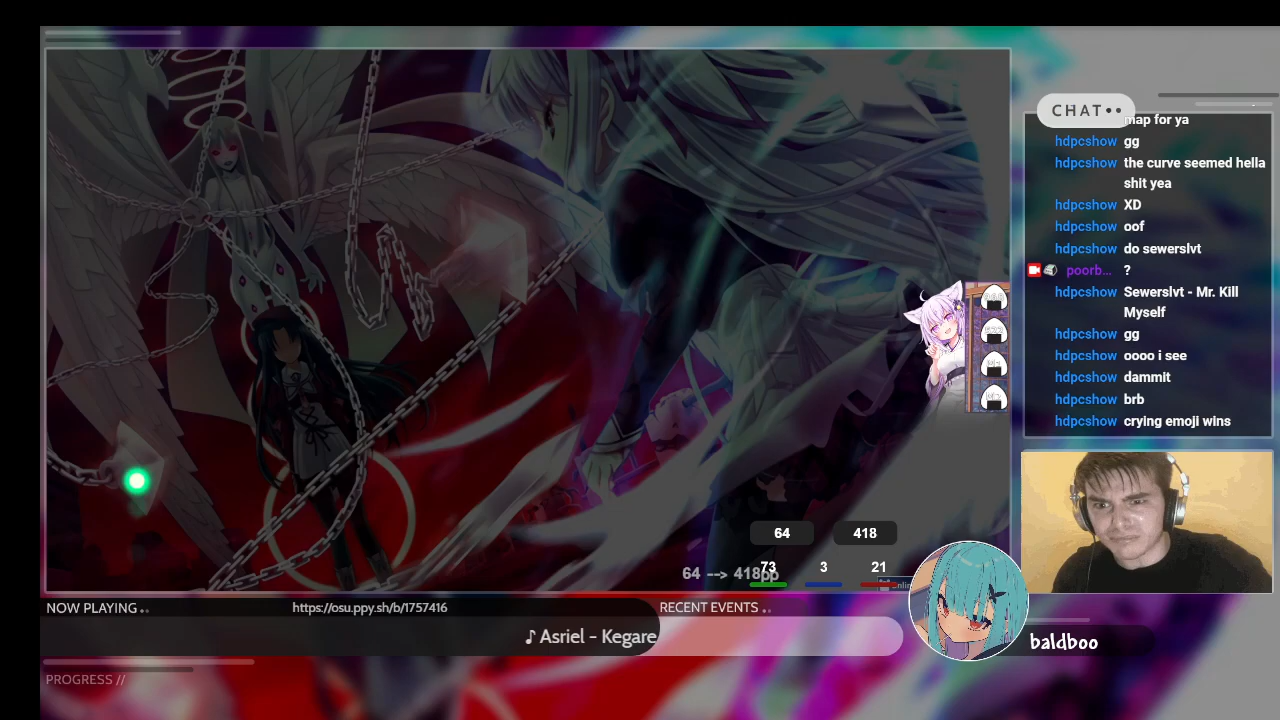 CHAT
map for ya
hdpcshow gg
hdpcshow the curve seemed hella
shit yea
hdpcshow XD
hdpcshow oof
hdpcshow do sewerslvt
poorb... ?
hdpcshow Sewerslvt - Mr. Kill
Myself
hdpcshow gg
hdpcshow oooo i see
hdpcshow dammit
hdpcshow brb
hdpcshow crying emoji wins
64 418
73 3 21
64 --> 418pp
NOW PLAYING .. https://osu.ppy.sh/b/1757416 RECENT EVENTS ..
♪ Asriel - Kegare
baldboo
PROGRESS //